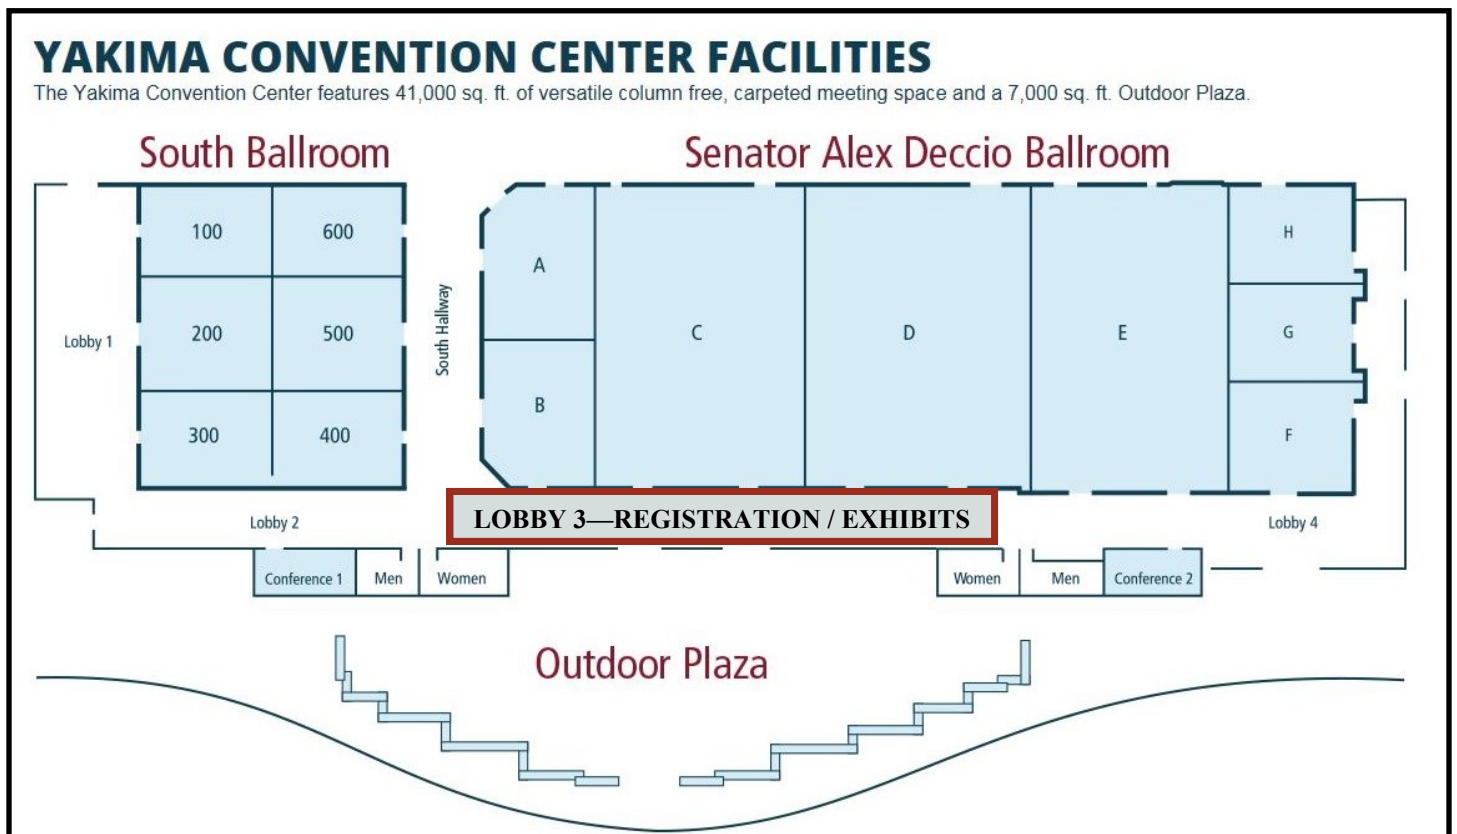 YAKIMA CONVENTION CENTER FACILITIES
The Yakima Convention Center features 41,000 sq. ft. of versatile column free, carpeted meeting space and a 7,000 sq. ft. Outdoor Plaza.
South Ballroom
Senator Alex Deccio Ballroom
100
600
200
500
300
400
Lobby 1
South Hallway
A
B
C
D
E
H
G
F
Lobby 2
LOBBY 3—REGISTRATION / EXHIBITS
Lobby 4
Conference 1
Men
Women
Women
Men
Conference 2
Outdoor Plaza